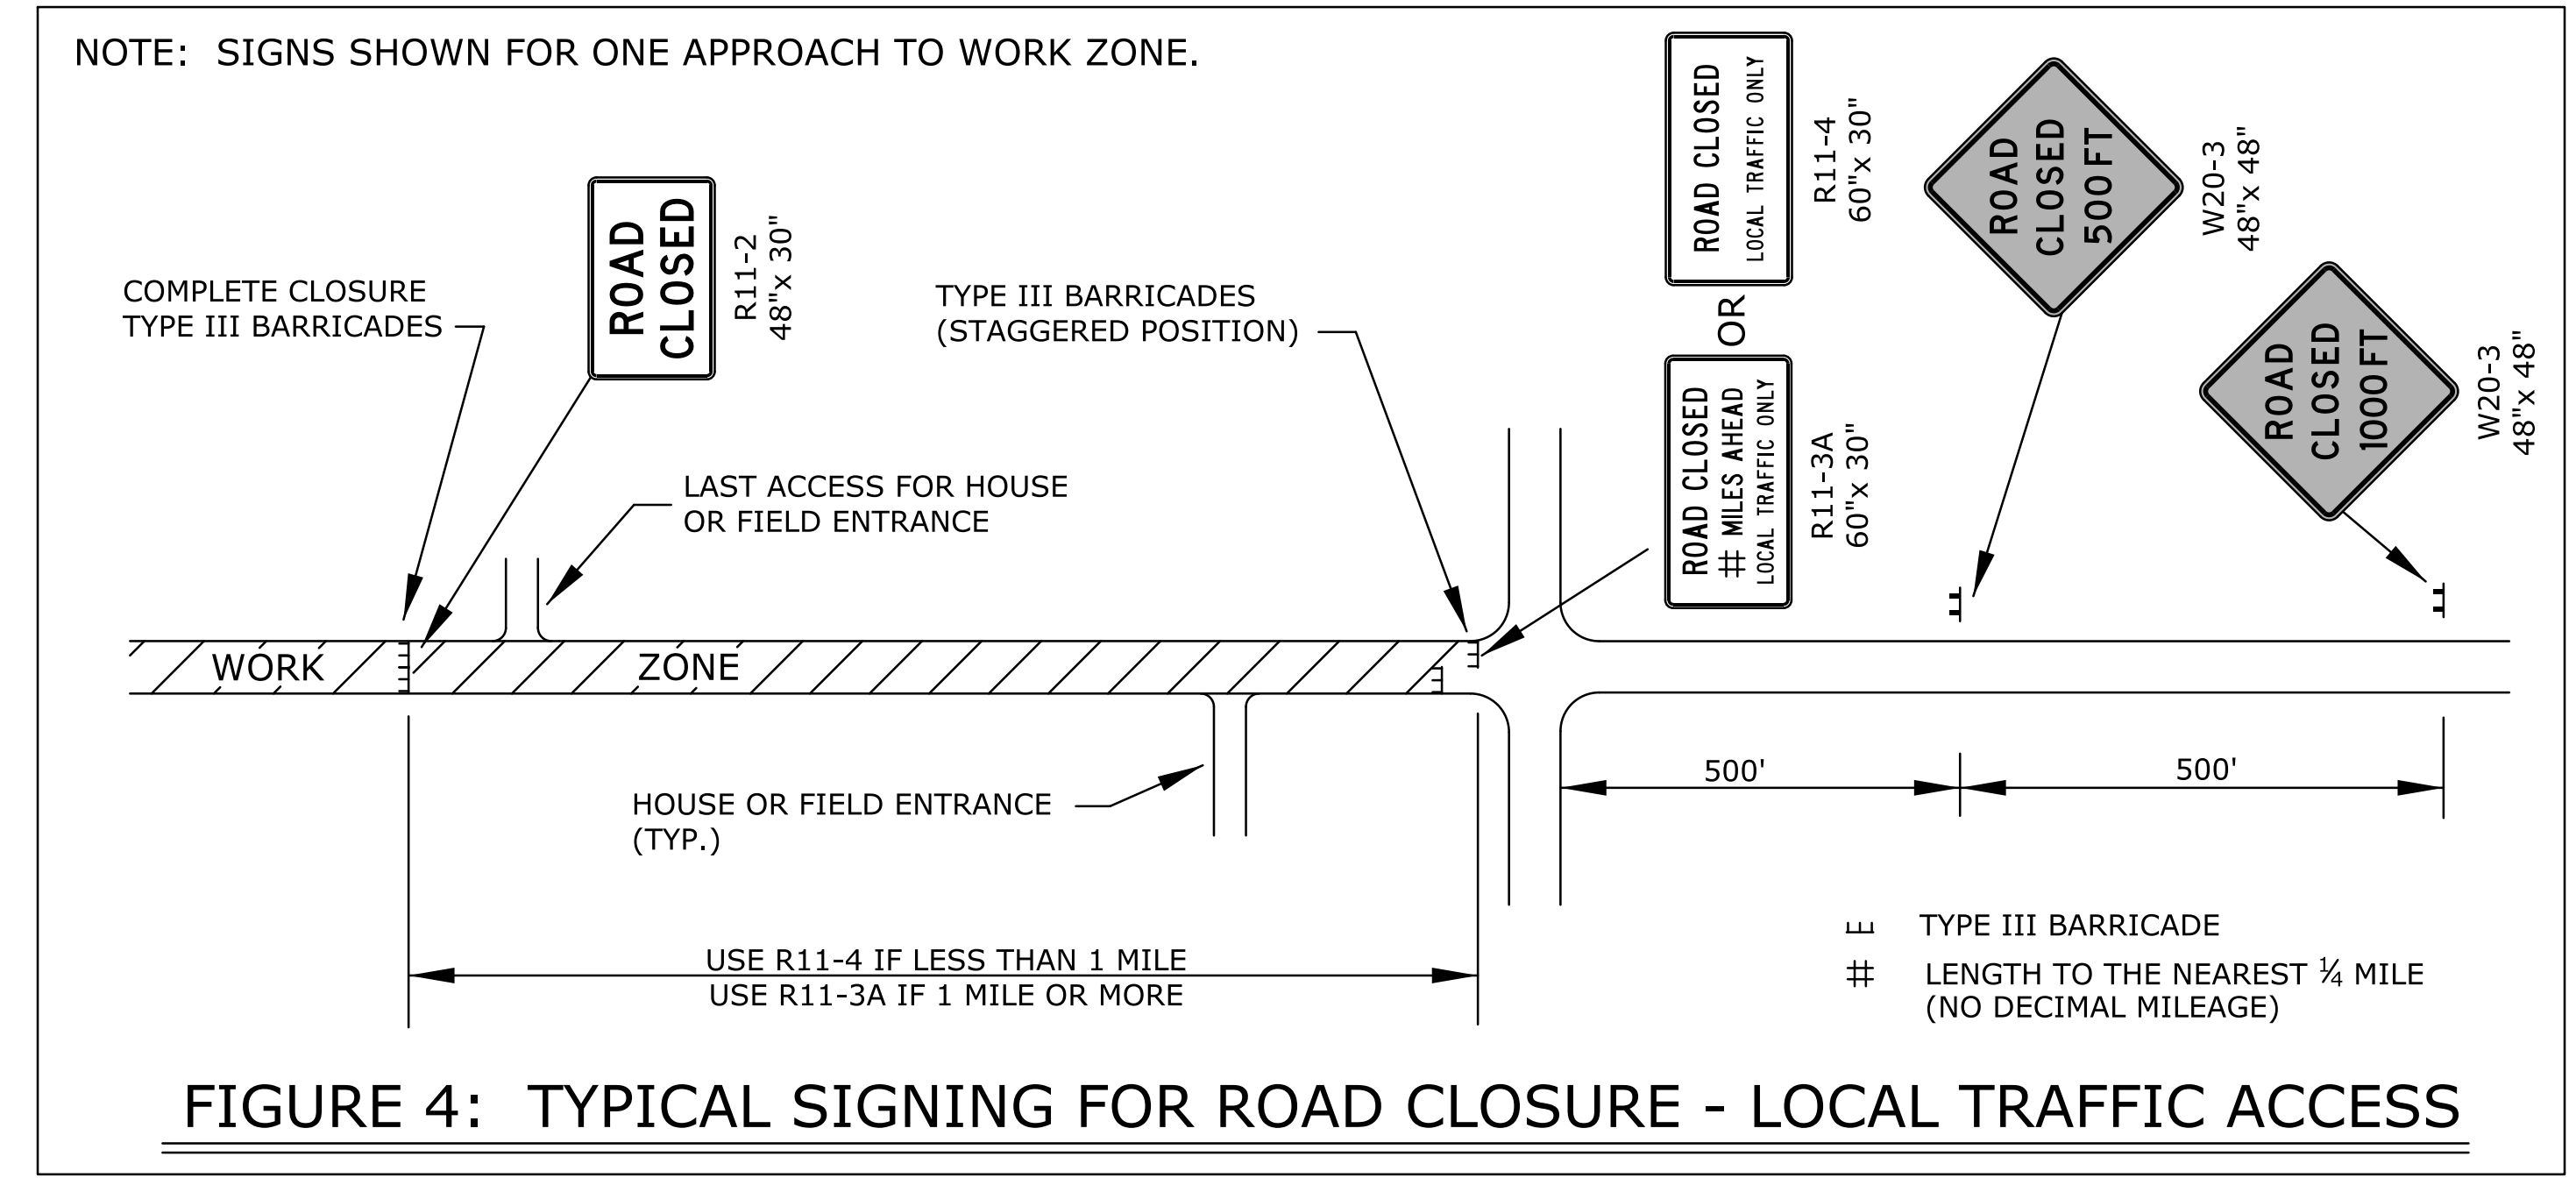 NOTE: SIGNS SHOWN FOR ONE APPROACH TO WORK ZONE.
COMPLETE CLOSURE
TYPE III BARRICADES
ROAD
CLOSED
R11-2
48"x 30"
TYPE III BARRICADES
(STAGGERED POSITION)
ROAD CLOSED
LOCAL TRAFFIC ONLY
R11-4
60"x 30"
OR
ROAD CLOSED
# MILES AHEAD
LOCAL TRAFFIC ONLY
R11-3A
60"x 30"
ROAD
CLOSED
500FT
W20-3
48"x 48"
ROAD
CLOSED
1000FT
W20-3
48"x 48"
LAST ACCESS FOR HOUSE
OR FIELD ENTRANCE
WORK
ZONE
HOUSE OR FIELD ENTRANCE
(TYP.)
500'
500'
USE R11-4 IF LESS THAN 1 MILE
USE R11-3A IF 1 MILE OR MORE
TYPE III BARRICADE
# LENGTH TO THE NEAREST ¼ MILE
(NO DECIMAL MILEAGE)
FIGURE 4: TYPICAL SIGNING FOR ROAD CLOSURE - LOCAL TRAFFIC ACCESS